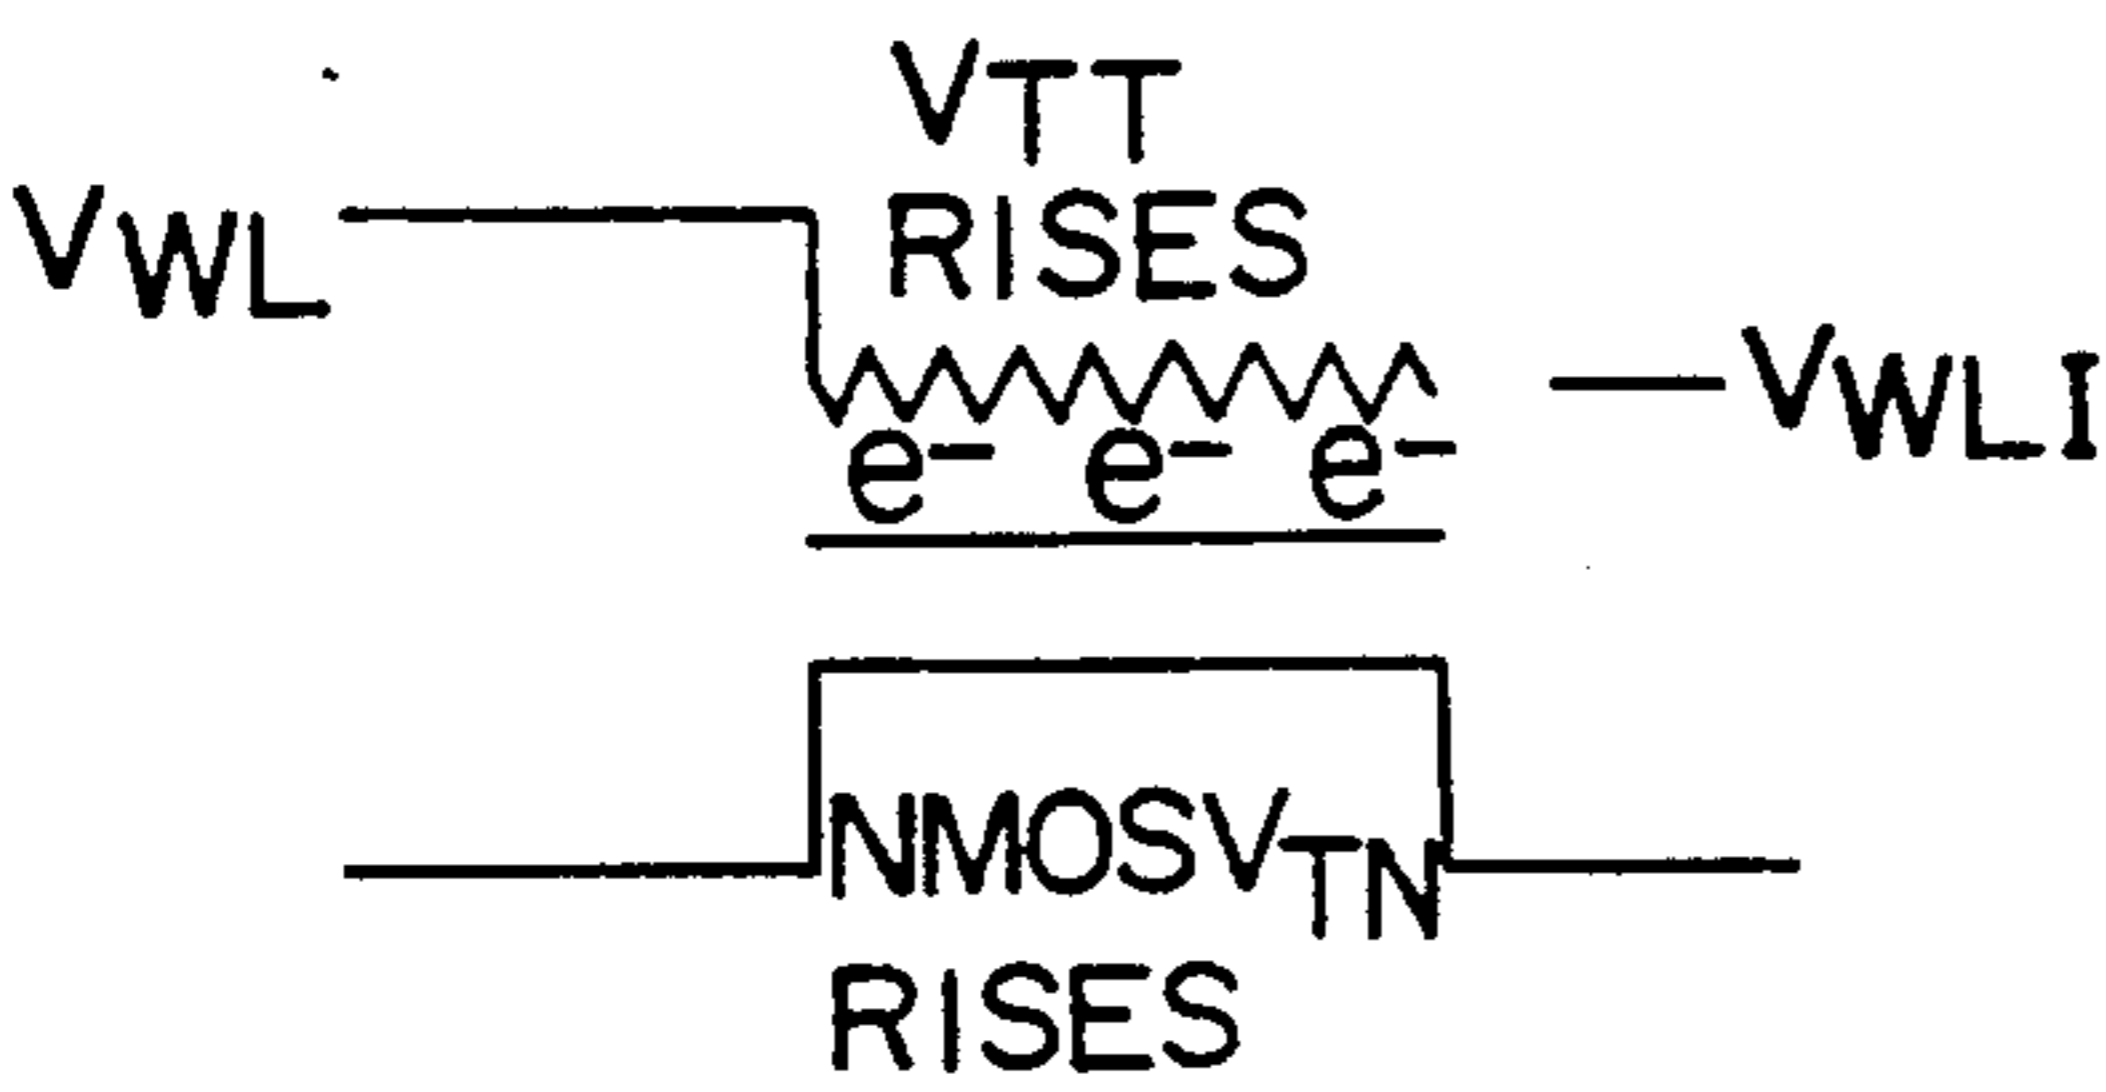 VTT
RISES
VWL
VWLI
e- e- e-
NMOSVTN
RISES